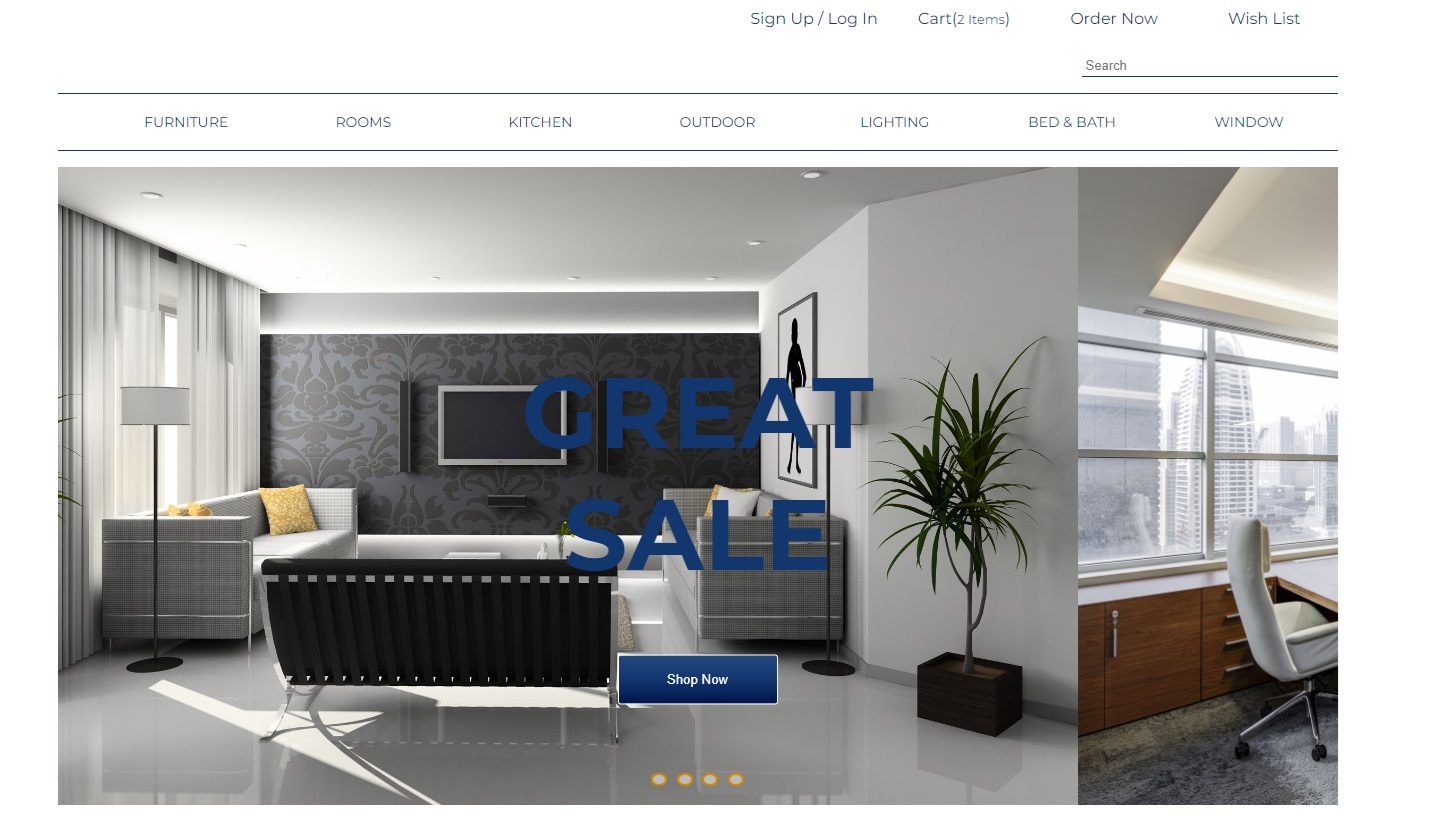 Sign Up / Log In Cart(2 Items) Order Now Wish List
Search
FURNITURE ROOMS KITCHEN OUTDOOR LIGHTING BED & BATH WINDOW
GREAT
SALE
Shop Now